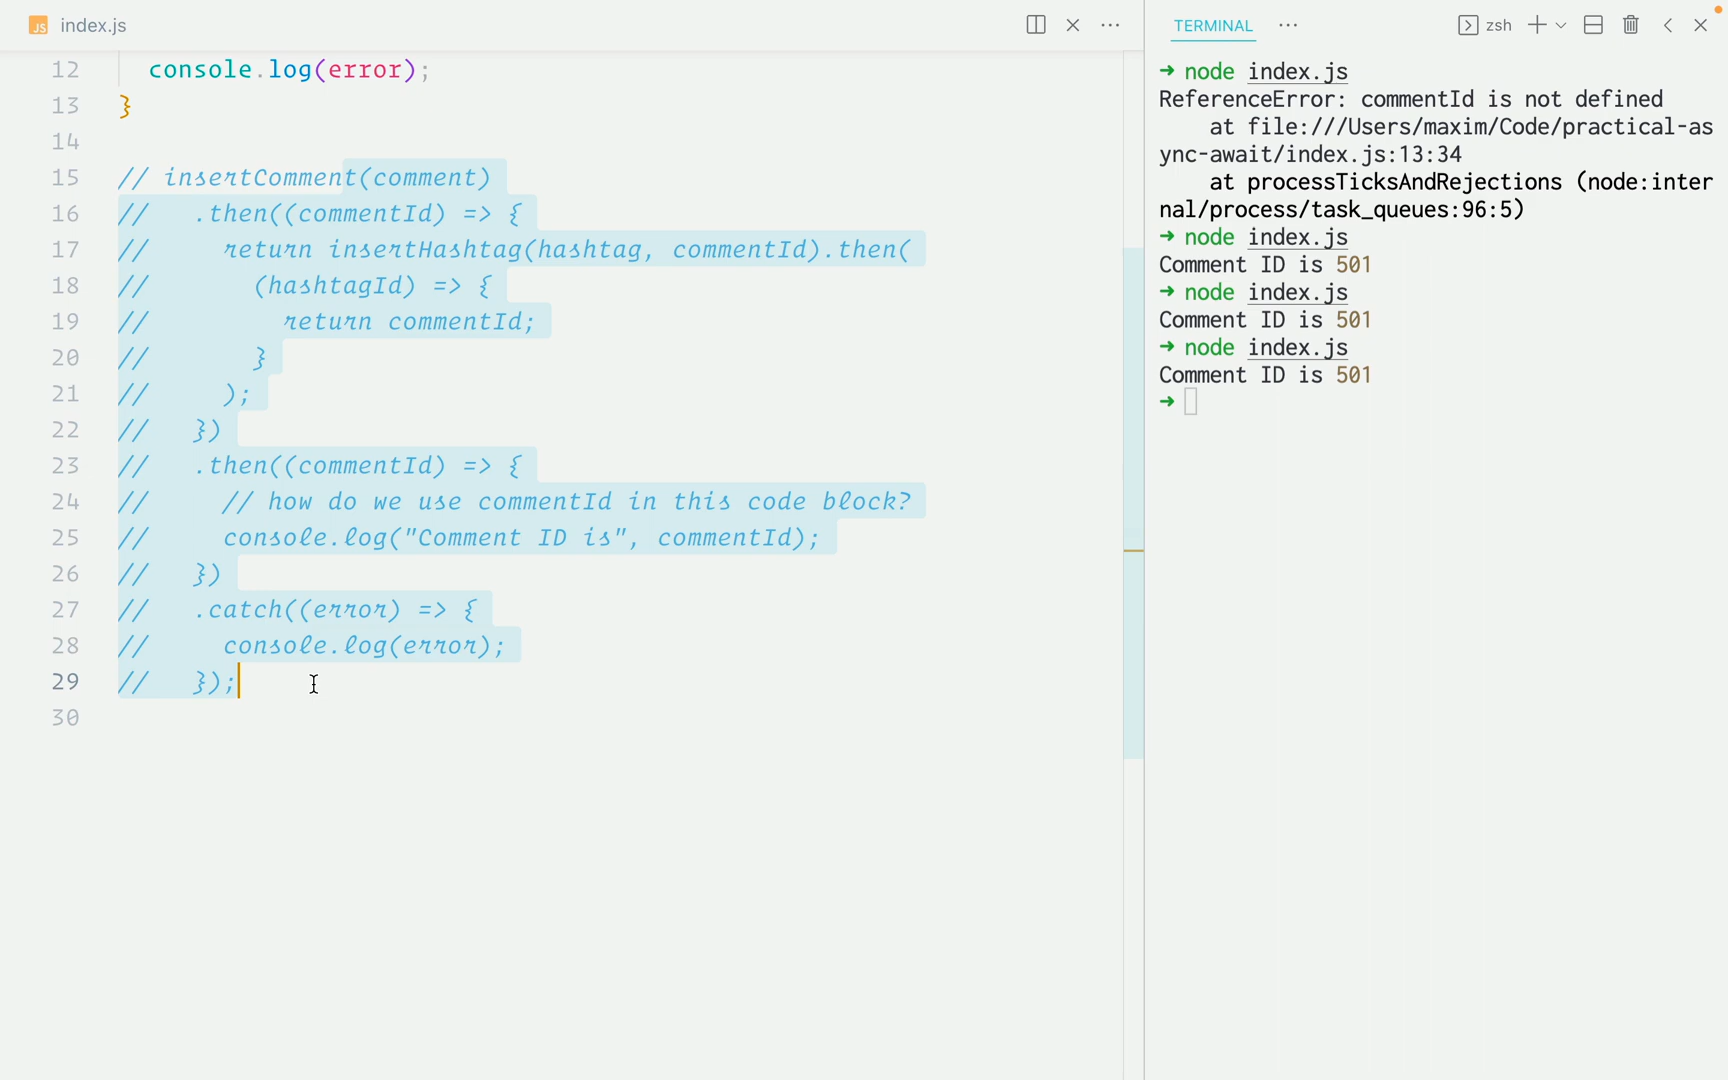 JS index.js
12 console.log(error);
13 }
14
15 // insertComment(comment)
16 // .then((commentId) => {
17 // return insertHashtag(hashtag, commentId).then(
18 // (hashtagId) => {
19 // return commentId;
20 // }
21 // );
22 // })
23 // .then((commentId) => {
24 // // how do we use commentId in this code block?
25 // console.log("Comment ID is", commentId);
26 // })
27 // .catch((error) => {
28 // console.log(error);
29 // });
30
TERMINAL
zsh
➜ node index.js
ReferenceError: commentId is not defined
at file:///Users/maxim/Code/practical-as
ync-await/index.js:13:34
at processTicksAndRejections (node:inter
nal/process/task_queues:96:5)
➜ node index.js
Comment ID is 501
➜ node index.js
Comment ID is 501
➜ node index.js
Comment ID is 501
➜